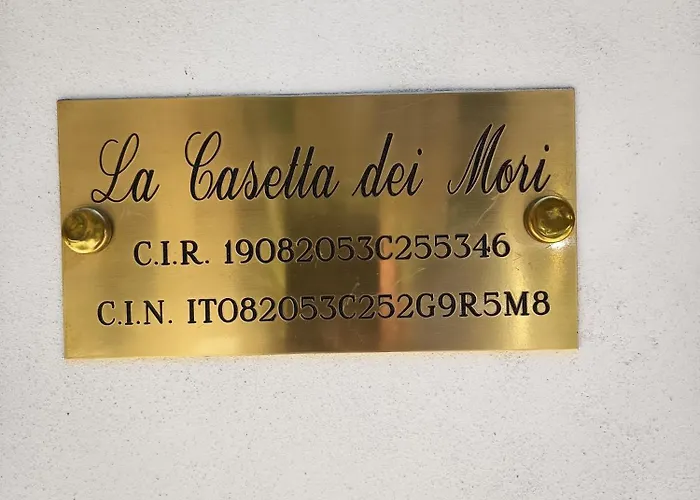 La Casetta dei Mori
C.I.R. 19082053C255346
C.I.N. IT082053C252G9R5M8